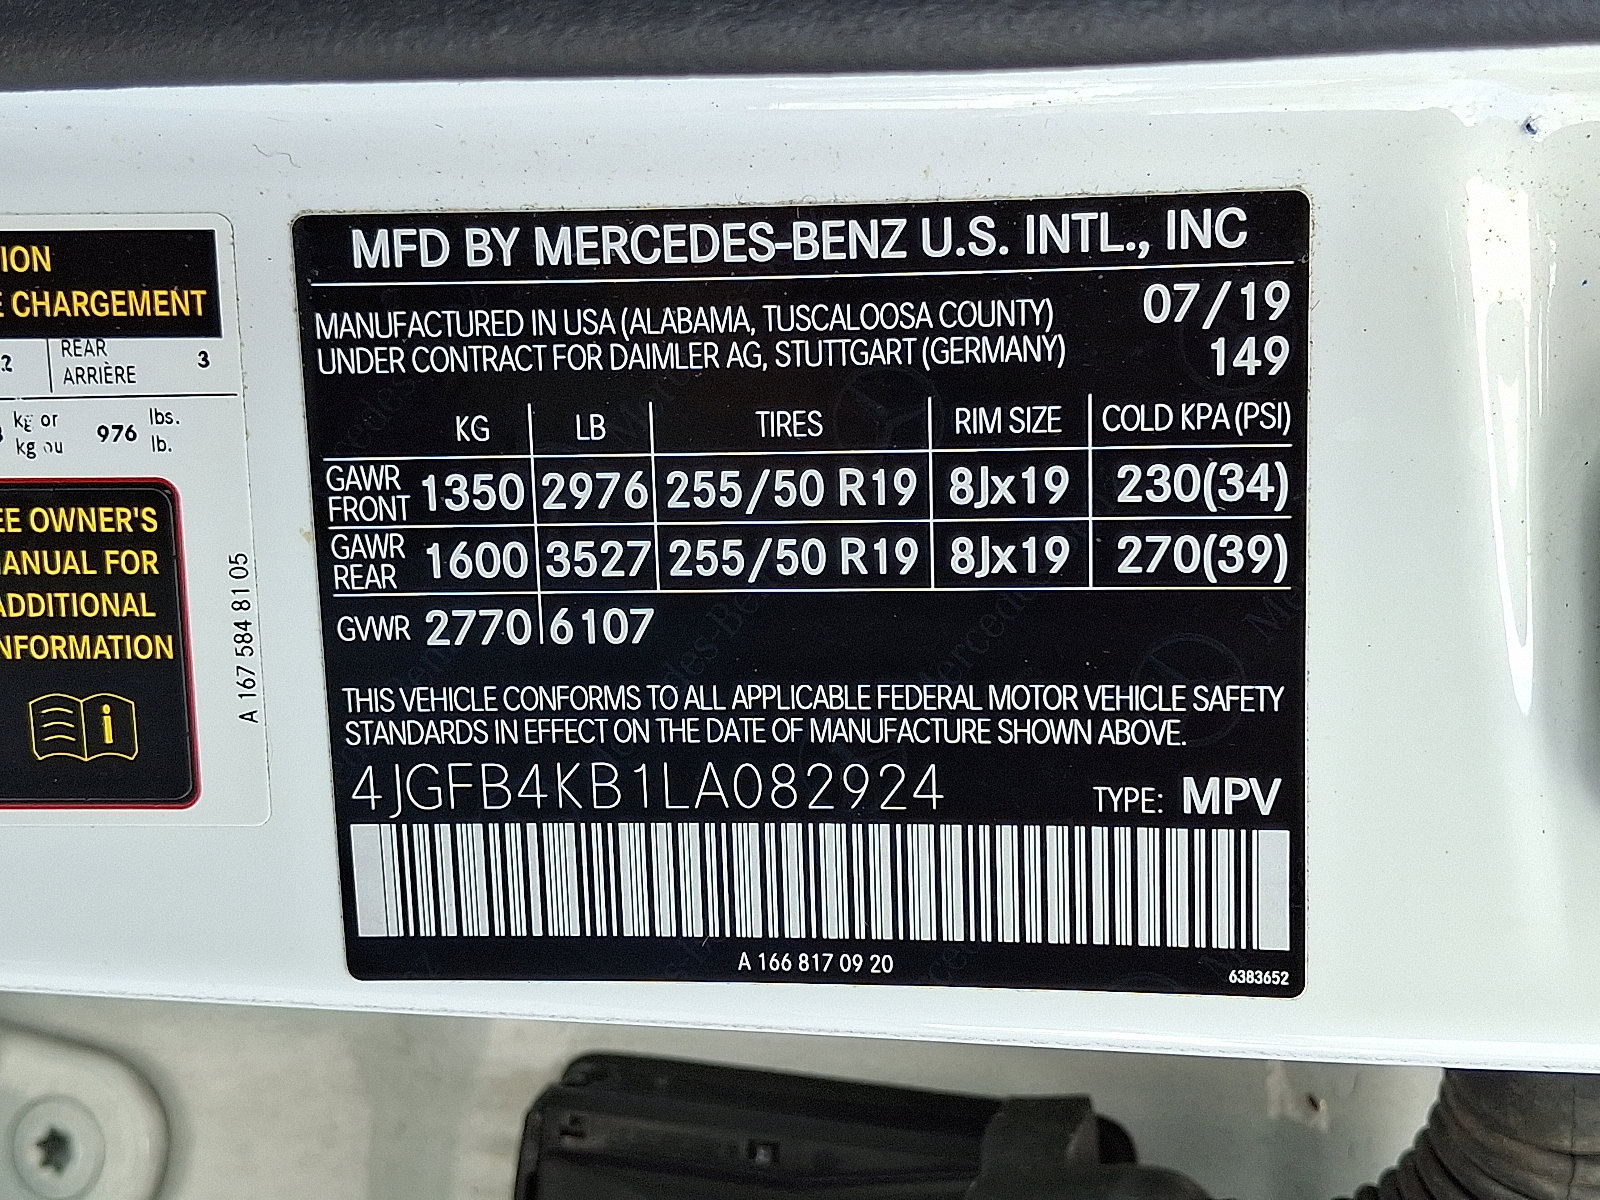 ION
E CHARGEMENT
.2 REAR ARRIÈRE 3
kg or kg ou 976 lbs. lb.
EE OWNER'S
ANUAL FOR
ADDITIONAL
NFORMATION
i
A 167 584 81 05
MFD BY MERCEDES-BENZ U.S. INTL., INC
MANUFACTURED IN USA (ALABAMA, TUSCALOOSA COUNTY) 07/19
UNDER CONTRACT FOR DAIMLER AG, STUTTGART (GERMANY) 149
KG LB TIRES RIM SIZE COLD KPA (PSI)
GAWR FRONT 1350 2976 255/50 R19 8Jx19 230(34)
GAWR REAR 1600 3527 255/50 R19 8Jx19 270(39)
GVWR 2770 6107
THIS VEHICLE CONFORMS TO ALL APPLICABLE FEDERAL MOTOR VEHICLE SAFETY
STANDARDS IN EFFECT ON THE DATE OF MANUFACTURE SHOWN ABOVE.
4JGFB4KB1LA082924 TYPE: MPV
A 166 817 09 20
6383652